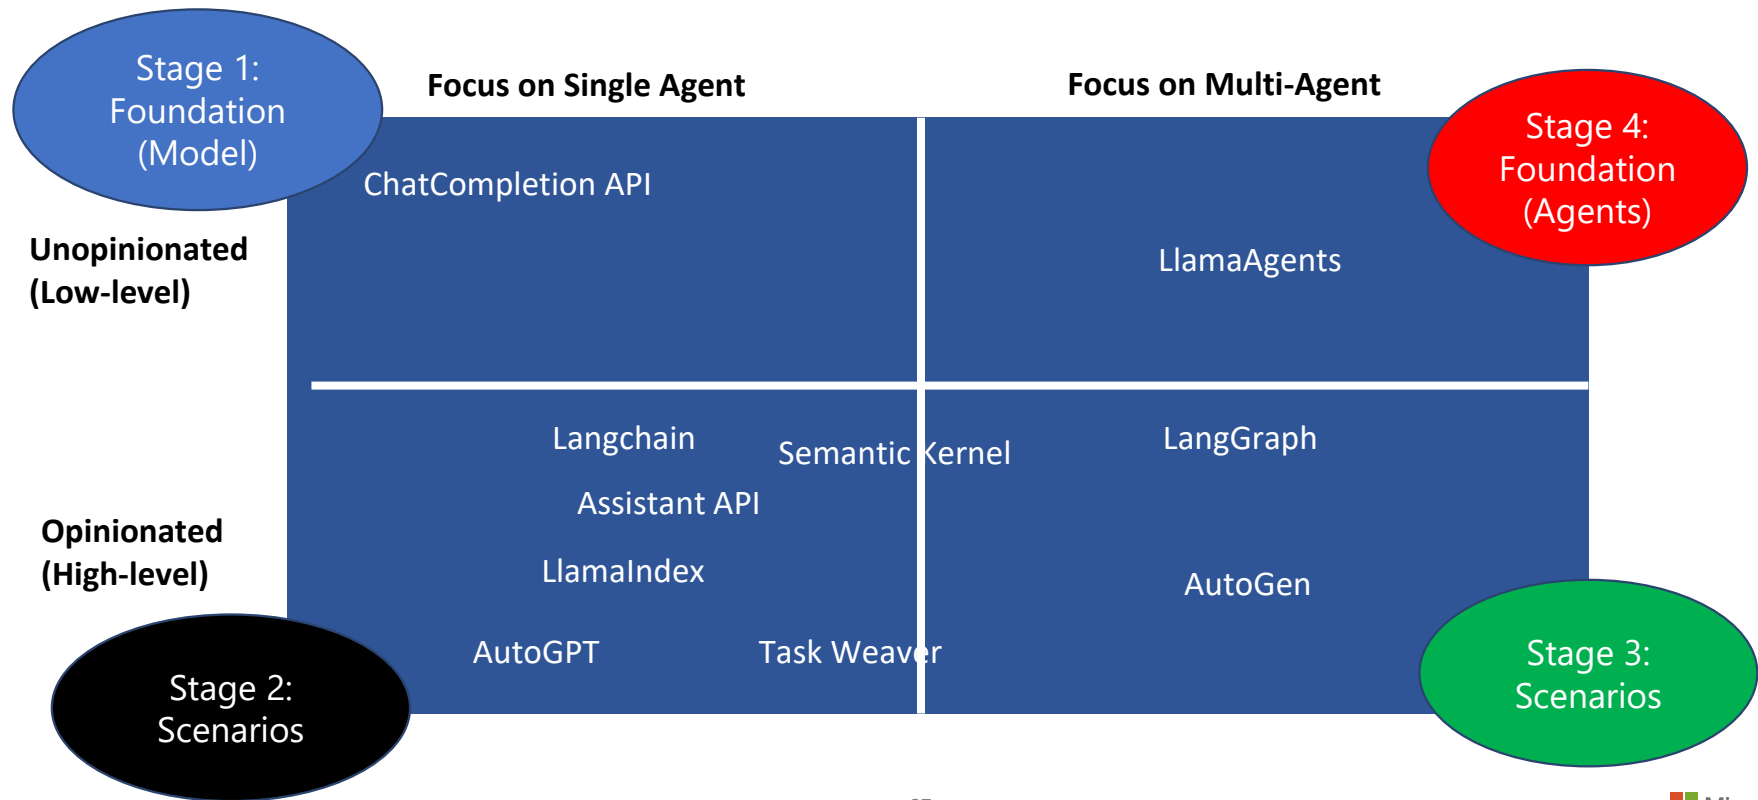 Stage 1:
Foundation
(Model)
Focus on Single Agent
Focus on Multi-Agent
Stage 4:
Foundation
(Agents)
ChatCompletion API
Unopinionated
(Low-level)
LlamaAgents
Langchain
Semantic Kernel
LangGraph
Assistant API
Opinionated
(High-level)
LlamaIndex
AutoGen
AutoGPT
Task Weaver
Stage 3:
Scenarios
Stage 2:
Scenarios